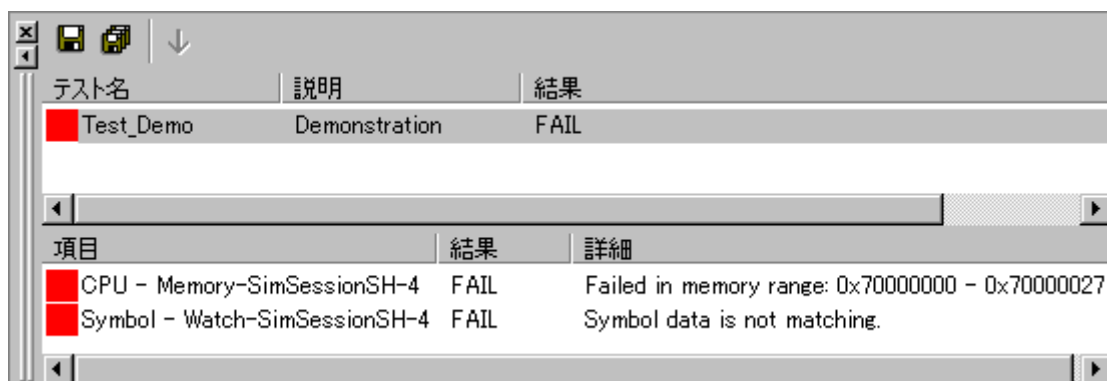 テスト名 説明 結果
Test_Demo Demonstration FAIL
項目 結果 詳細
CPU - Memory-SimSessionSH-4 FAIL Failed in memory range: 0x70000000 - 0x70000027
Symbol - Watch-SimSessionSH-4 FAIL Symbol data is not matching.